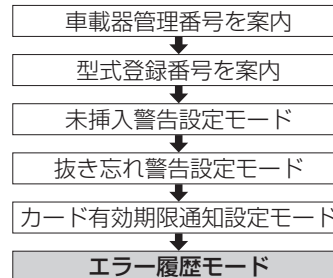 車載器管理番号を案内
型式登録番号を案内
未挿入警告設定モード
抜き忘れ警告設定モード
カード有効期限通知設定モード
エラー履歴モード